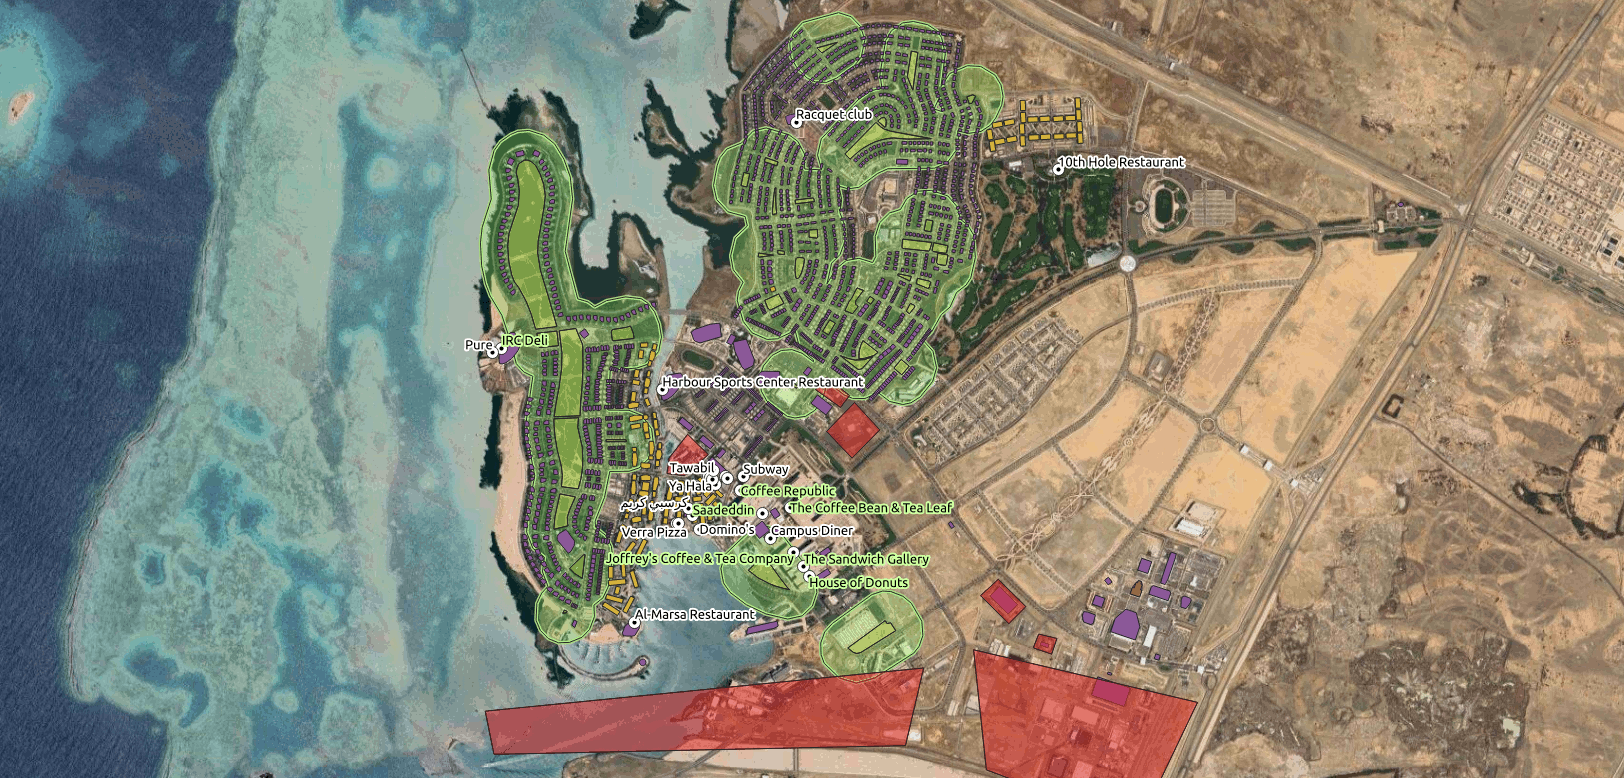 Racquet club
10th Hole Restaurant
Pure
IRC Deli
Harbour Sports Center Restaurant
Tawabil
Subway
Ya Hala
Coffee Republic
كرسبي كريم
Saadeddin
The Coffee Bean & Tea Leaf
Verra Pizza
Domino's
Campus Diner
Joffrey's Coffee & Tea Company
The Sandwich Gallery
House of Donuts
Al-Marsa Restaurant